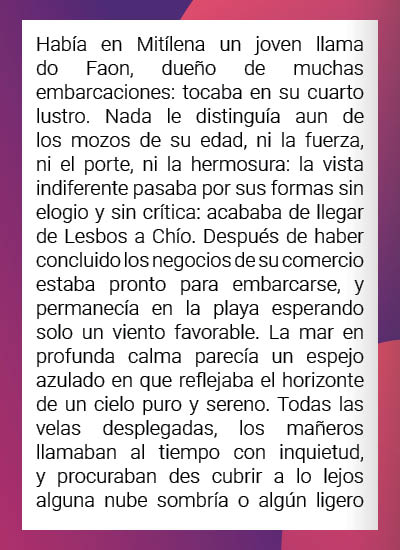 Había en Mitílena un joven llama
do Faon, dueño de muchas
embarcaciones: tocaba en su cuarto
lustro. Nada le distinguía aun de
los mozos de su edad, ni la fuerza,
ni el porte, ni la hermosura: la vista
indiferente pasaba por sus formas sin
elogio y sin crítica: acababa de llegar
de Lesbos a Chío. Después de haber
concluido los negocios de su comercio
estaba pronto para embarcarse, y
permanecía en la playa esperando
solo un viento favorable. La mar en
profunda calma parecía un espejo
azulado en que reflejaba el horizonte
de un cielo puro y sereno. Todas las
velas desplegadas, los mañeros
llamaban al tiempo con inquietud,
y procuraban des cubrir a lo lejos
alguna nube sombría o algún ligero